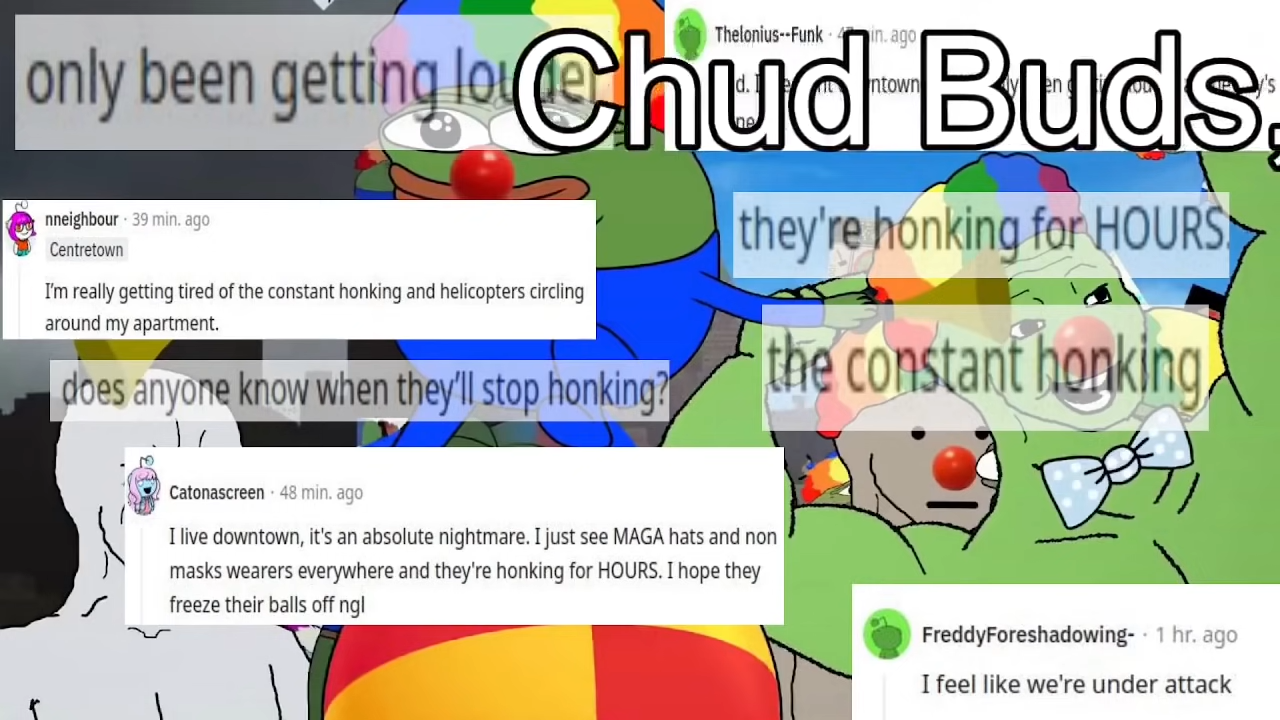 only been getting louder
Chud Buds,
Thelonius--Funk
min. ago
nneighbour · 39 min. ago
Centretown
I'm really getting tired of the constant honking and helicopters circling
around my apartment.
they're honking for HOURS.
the constant honking
does anyone know when they’ll stop honking?
Catonascreen · 48 min. ago
I live downtown, it's an absolute nightmare. I just see MAGA hats and non
masks wearers everywhere and they're honking for HOURS. I hope they
freeze their balls off ngl
FreddyForeshadowing- · 1 hr. ago
I feel like we're under attack